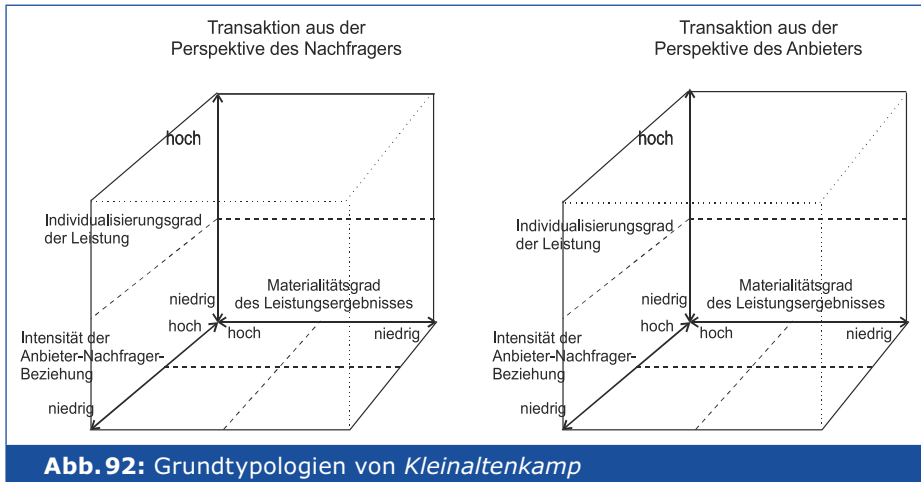 Transaktion aus der
Perspektive des Nachfragers
hoch
Individualisierungsgrad
der Leistung
Materialitätsgrad
des Leistungsergebnisses
niedrig
hoch
hoch
niedrig
Intensität der
Anbieter-Nachfrager-
Beziehung
niedrig
Transaktion aus der
Perspektive des Anbieters
hoch
Individualisierungsgrad
der Leistung
Materialitätsgrad
des Leistungsergebnisses
niedrig
hoch
hoch
niedrig
Intensität der
Anbieter-Nachfrager-
Beziehung
niedrig
Abb. 92: Grundtypologien von Kleinaltenkamp